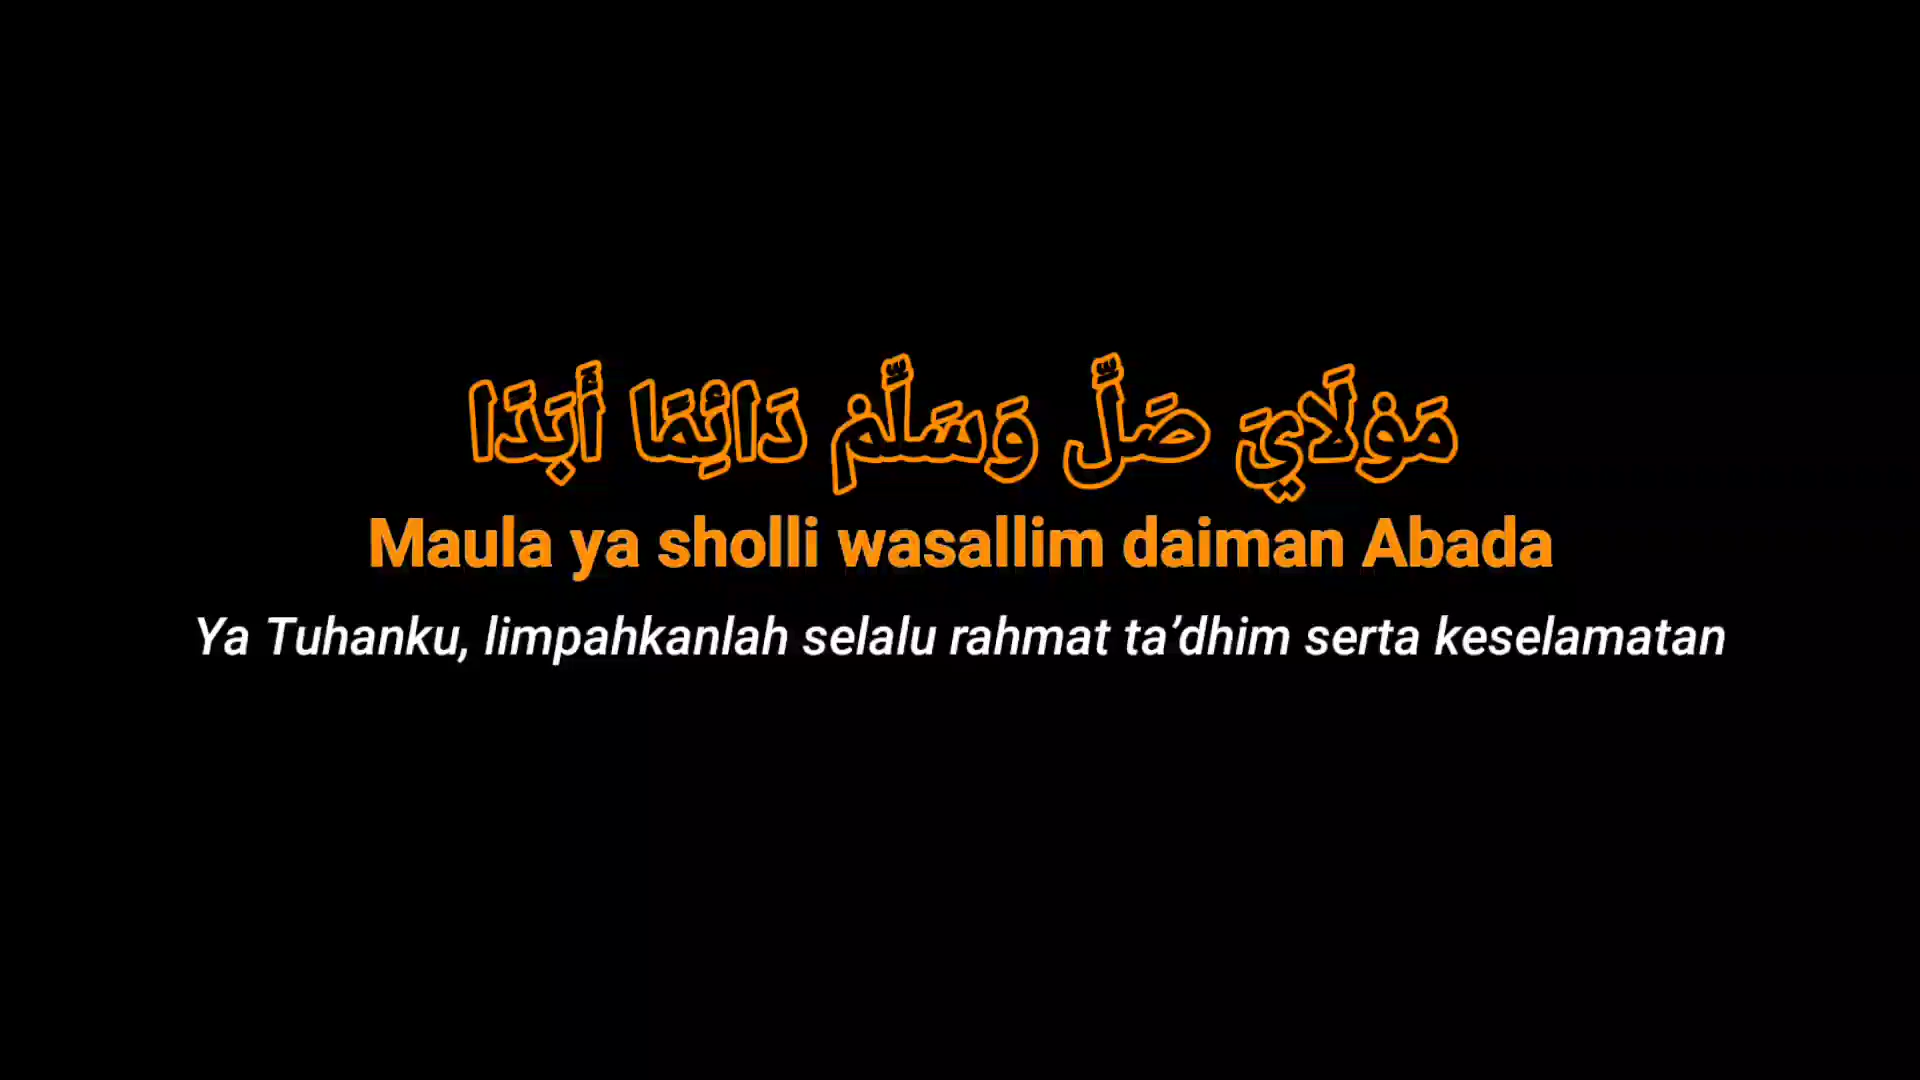 مَوْلَايَ صَلِّ وَسَلِّمْ دَائِمًا أَبَدًا
Maula ya sholli wasallim daiman Abada
Ya Tuhanku, limpahkanlah selalu rahmat ta’dhim serta keselamatan